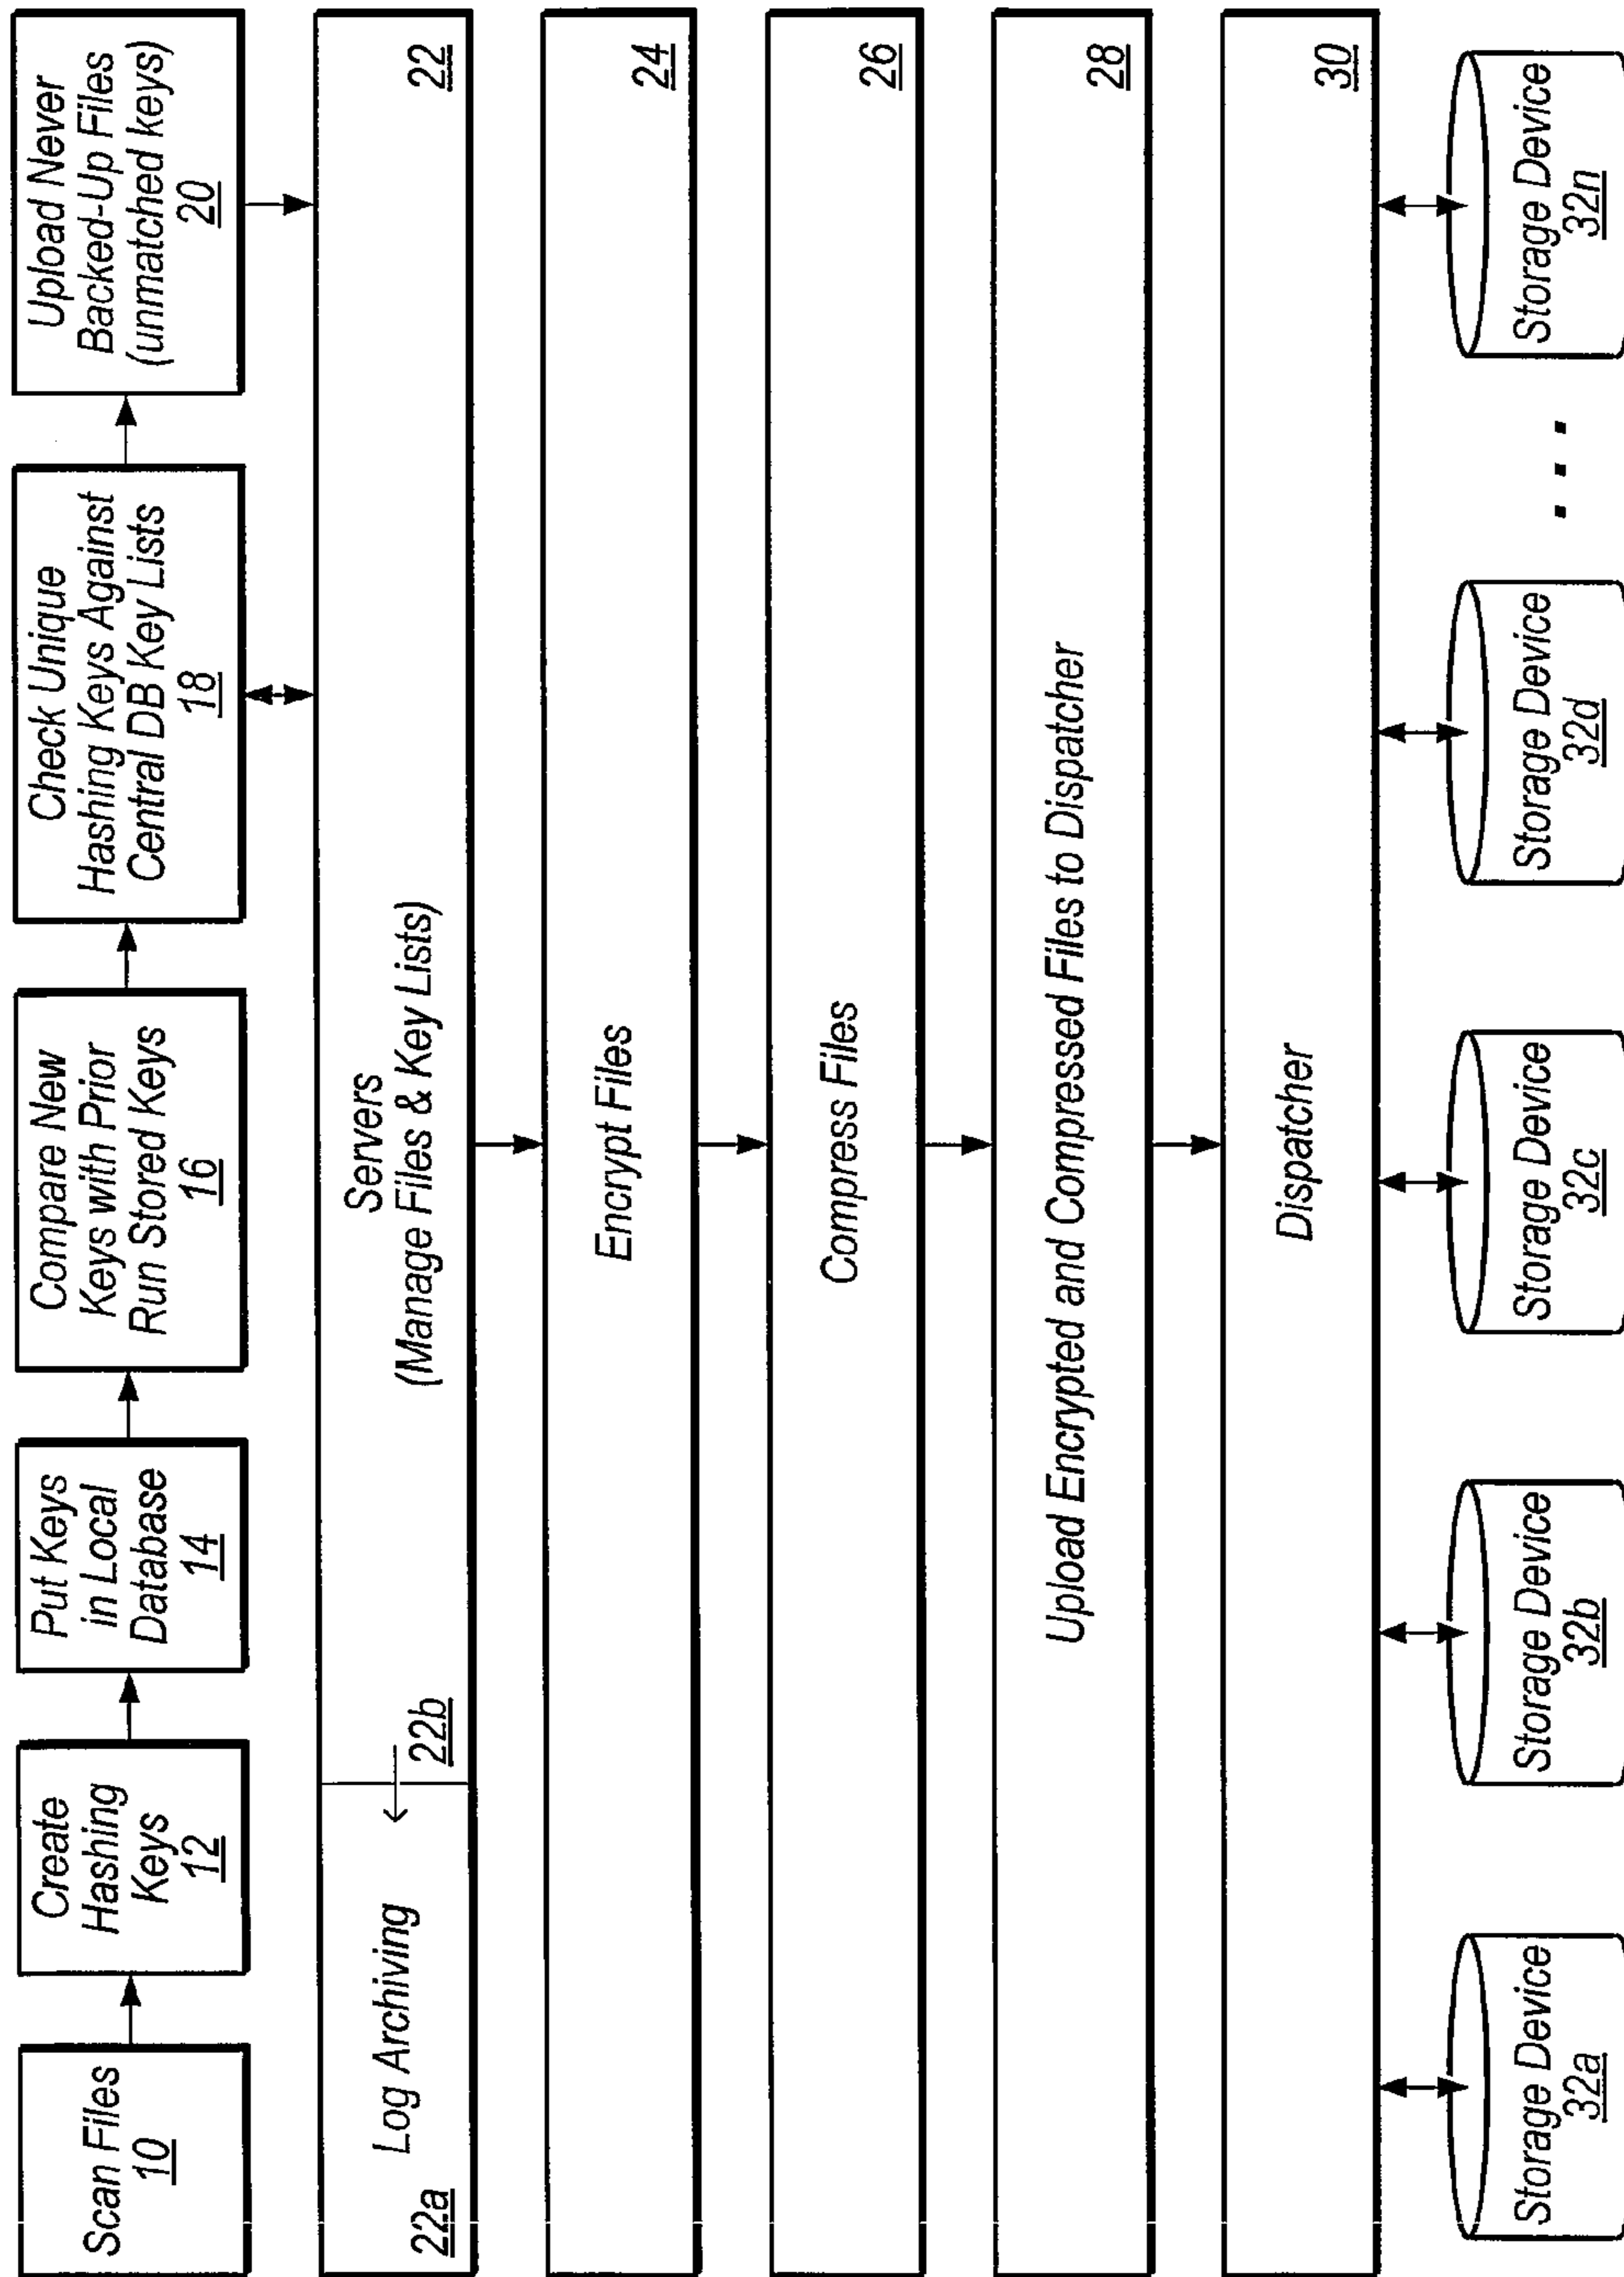 Scan Files
10
Create
Hashing
Keys
12
Put Keys
in Local
Database
14
Compare New
Keys with Prior
Run Stored Keys
16
Check Unique
Hashing Keys Against
Central DB Key Lists
18
Upload Never
Backed-Up Files
(unmatched keys)
20
Log Archiving
22a
22b
Servers
(Manage Files & Key Lists)
22
Encrypt Files
24
Compress Files
26
Upload Encrypted and Compressed Files to Dispatcher
28
Dispatcher
30
Storage Device
32a
Storage Device
32b
Storage Device
32c
Storage Device
32d
...
Storage Device
32n